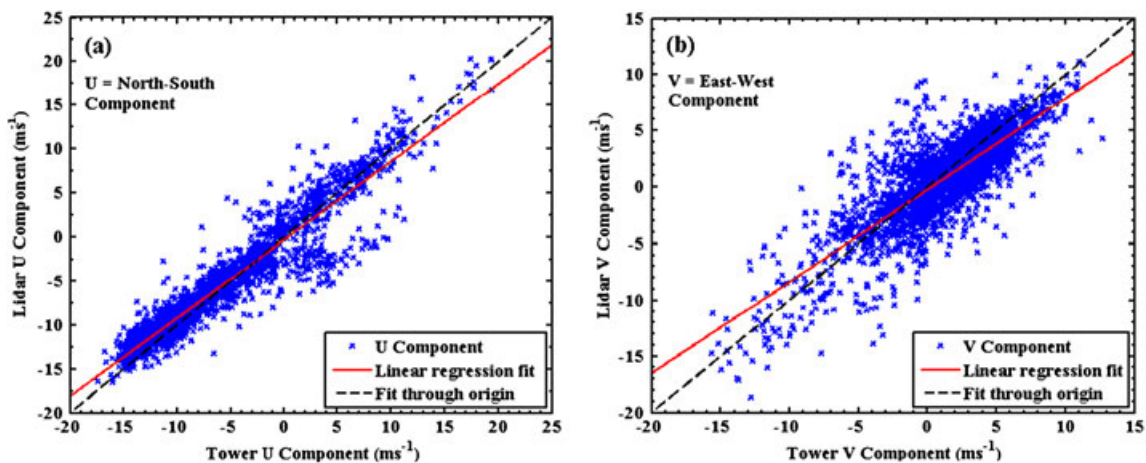 (a)
U = North-South
Component
Lidar U Component (ms-1)
25
20
15
10
5
0
-5
-10
-15
-20
U Component
Linear regression fit
Fit through origin
-20 -15 -10 -5 0 5 10 15 20 25
Tower U Component (ms-1)
(b)
V = East-West
Component
Lidar V Component (ms-1)
15
10
5
0
-5
-10
-15
-20
V Component
Linear regression fit
Fit through origin
-20 -15 -10 -5 0 5 10 15
Tower V Component (ms-1)